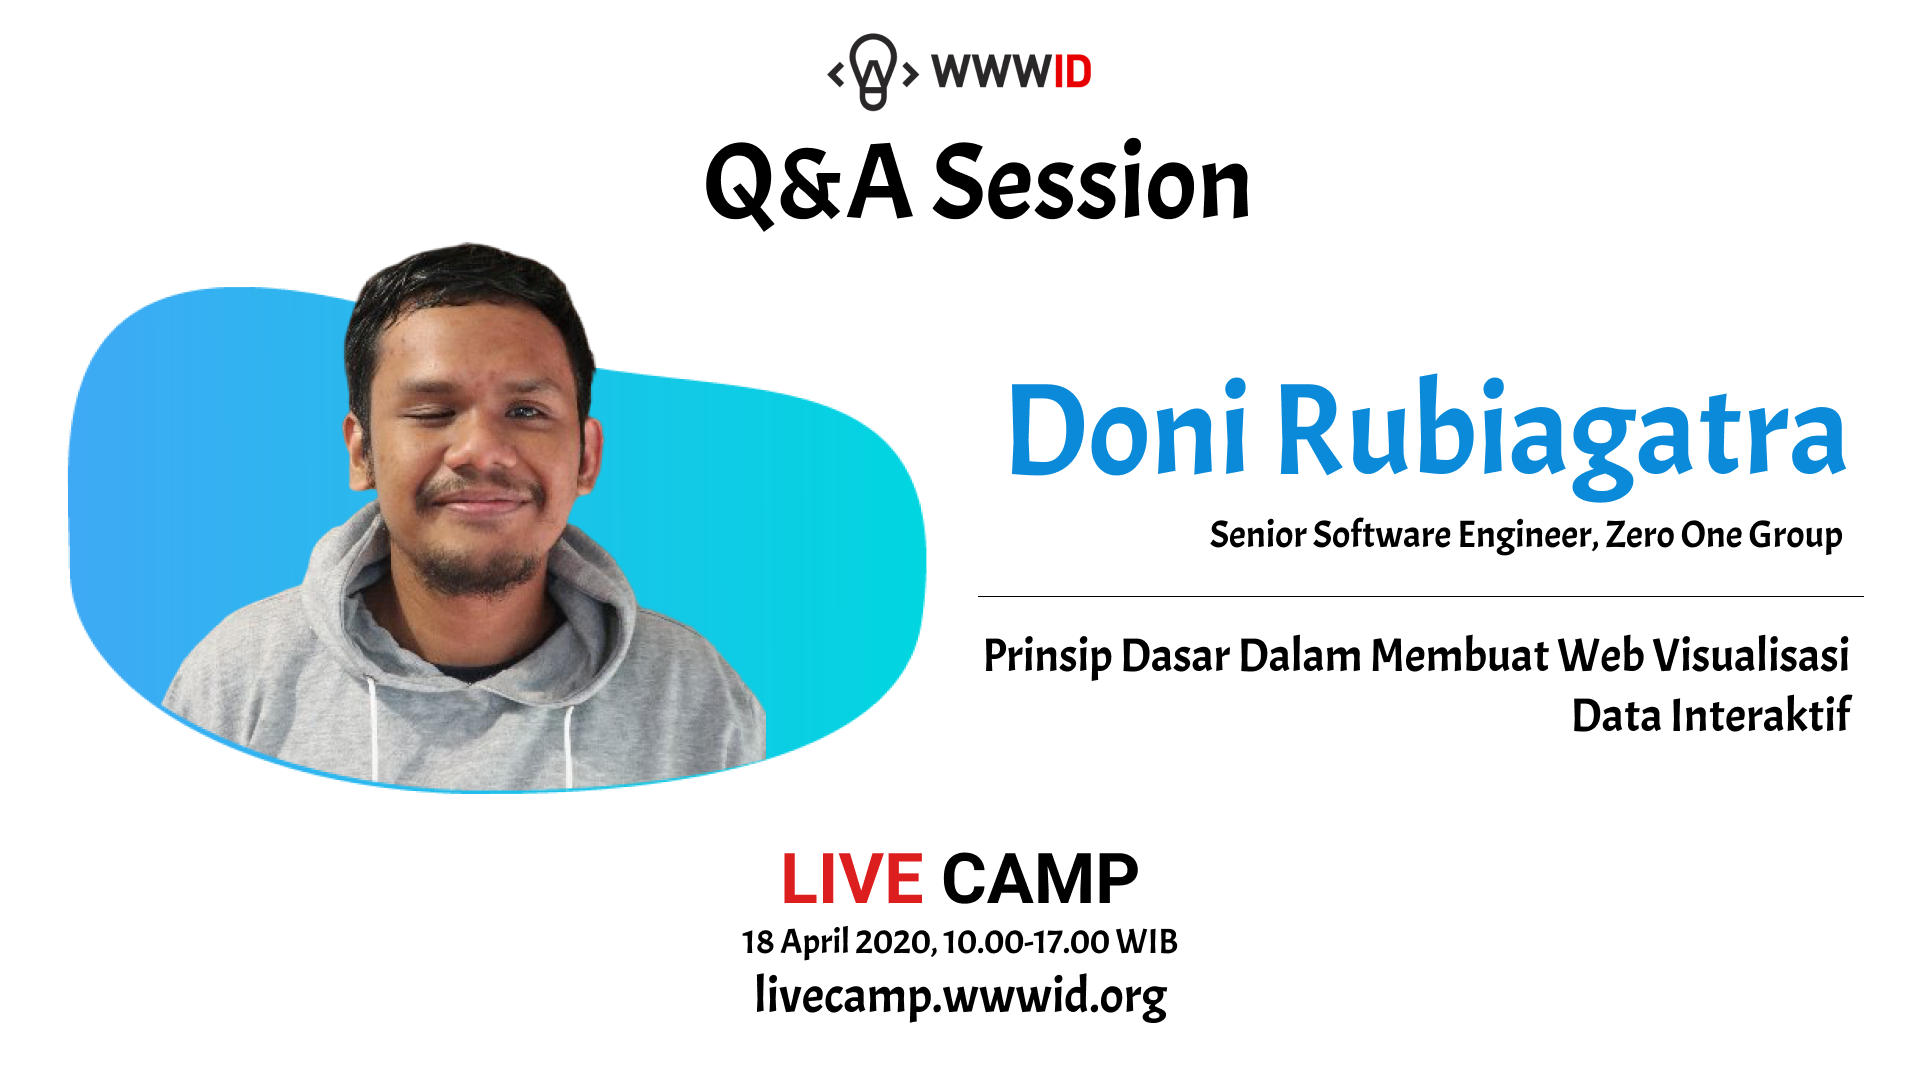 WWWID
Q&A Session
Doni Rubiagatra
Senior Software Engineer, Zero One Group
Prinsip Dasar Dalam Membuat Web Visualisasi
Data Interaktif
LIVE CAMP
18 April 2020, 10.00-17.00 WIB
livecamp.wwwid.org